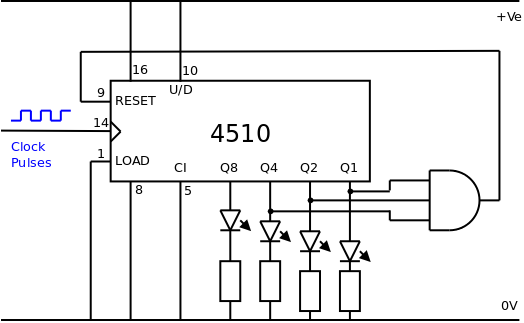 +Ve
16 10
U/D
9
RESET
14
4510
Clock
Pulses
1
LOAD
CI Q8 Q4 Q2 Q1
8 5
0V